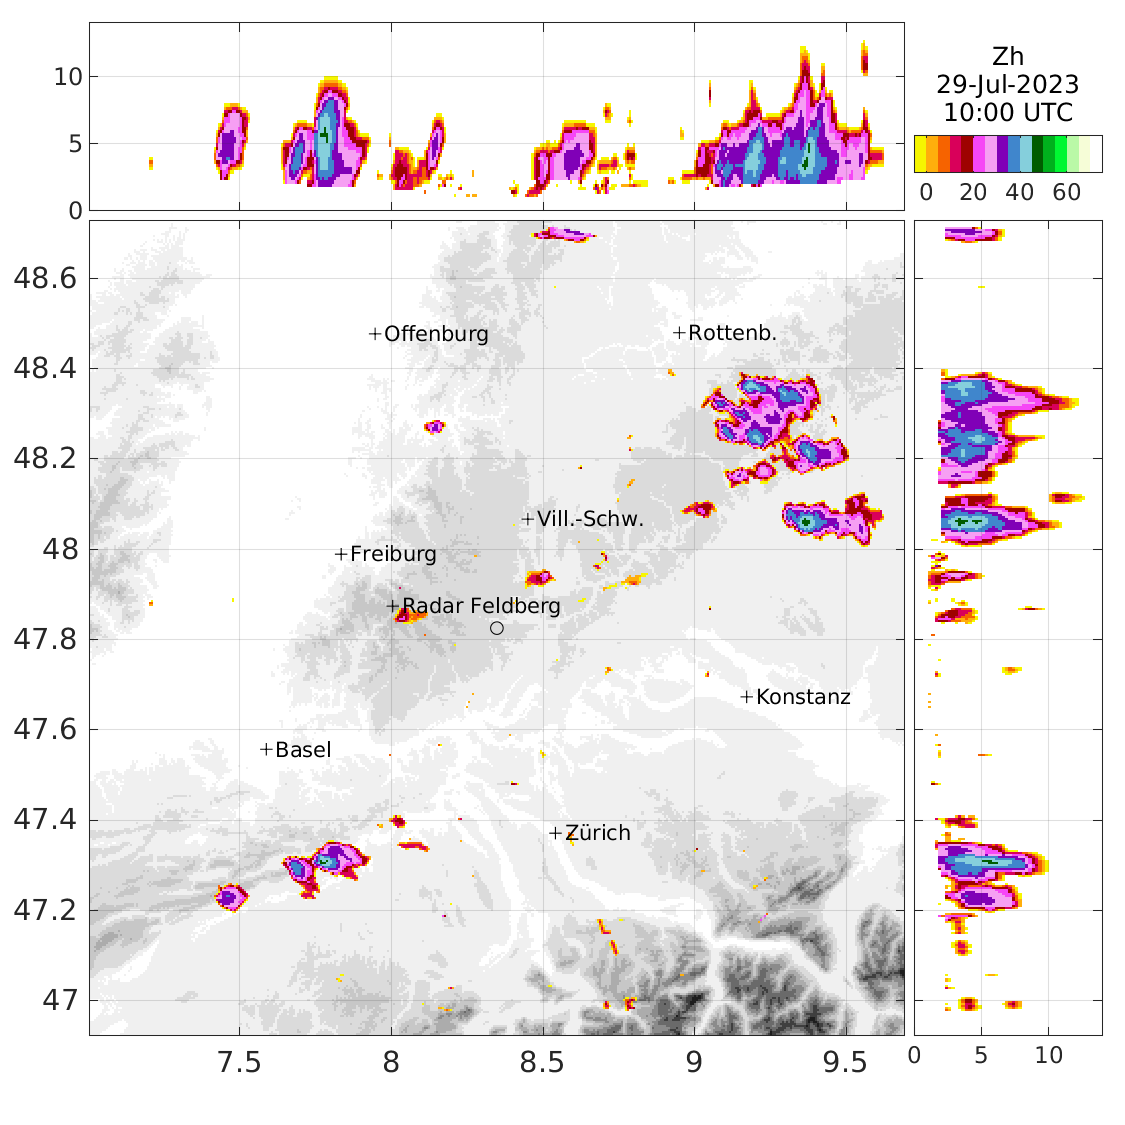 10
5
0
Zh
29-Jul-2023
10:00 UTC
0 20 40 60
48.6
48.4
48.2
48
47.8
47.6
47.4
47.2
47
+Offenburg
+Rottenb.
+Vill.-Schw.
+Freiburg
+Radar Feldberg
+Konstanz
+Basel
+Zürich
7.5 8 8.5 9 9.5
0 5 10